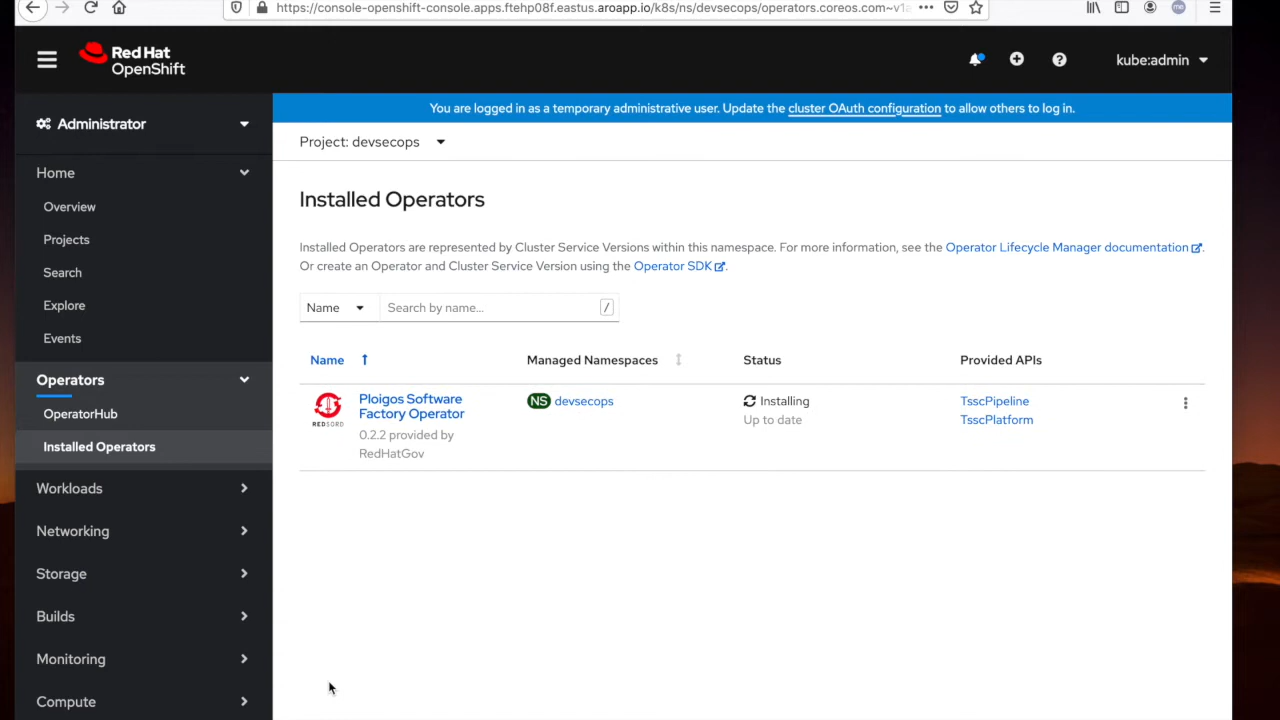 https://console-openshift-console.apps.ftehp08f.eastus.aroapp.io/k8s/ns/devsecops/operators.coreos.com~v1a
Red Hat
OpenShift
kube:admin
You are logged in as a temporary administrative user. Update the cluster OAuth configuration to allow others to log in.
Administrator
Project: devsecops
Home
Overview
Projects
Search
Explore
Events
Operators
OperatorHub
Installed Operators
Workloads
Networking
Storage
Builds
Monitoring
Compute
Installed Operators
Installed Operators are represented by Cluster Service Versions within this namespace. For more information, see the Operator Lifecycle Manager documentation.
Or create an Operator and Cluster Service Version using the Operator SDK.
Name
Search by name...
/
Name
Managed Namespaces
Status
Provided APIs
REDSORD
Ploigos Software
Factory Operator
0.2.2 provided by
RedHatGov
NS devsecops
Installing
Up to date
TsscPipeline
TsscPlatform